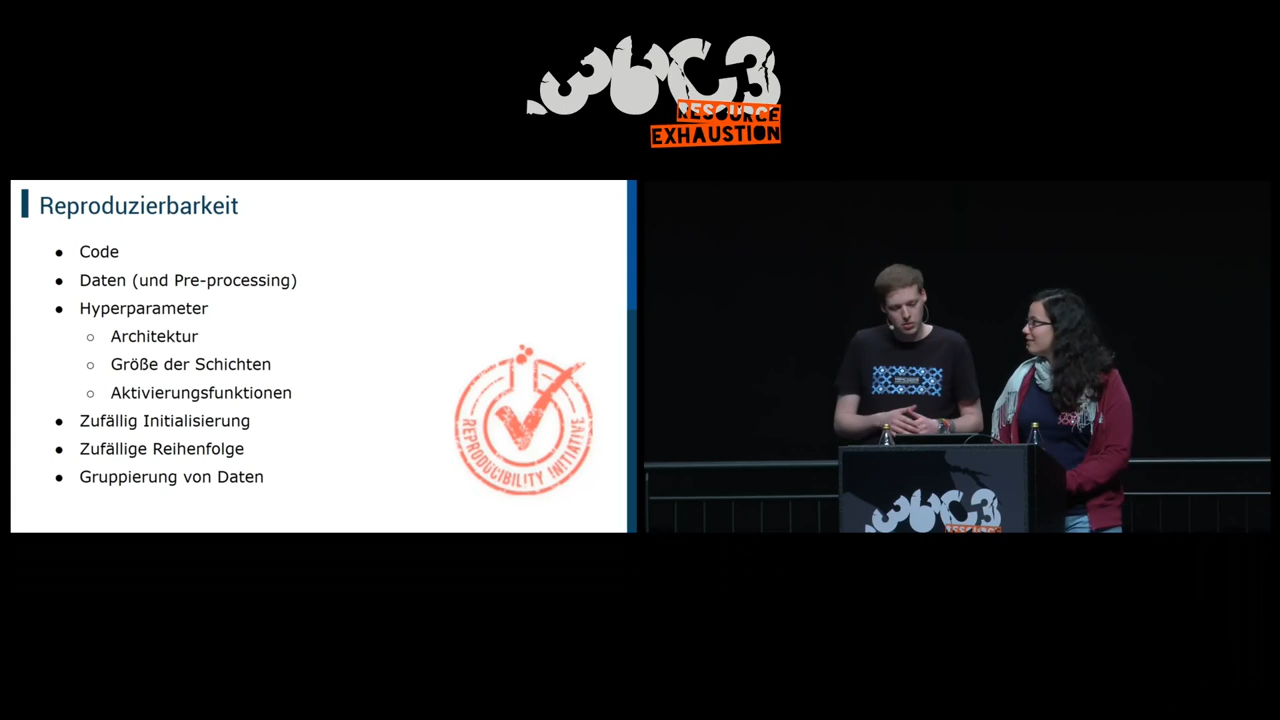 36C3
RESOURCE
EXHAUSTION
Reproduzierbarkeit
Code
Daten (und Pre-processing)
Hyperparameter
Architektur
Größe der Schichten
Aktivierungsfunktionen
Zufällig Initialisierung
Zufällige Reihenfolge
Gruppierung von Daten
REPRODUCIBILITY INITIATIVE
36C3
RESOURCE